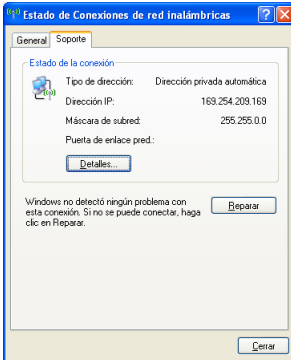 Estado de Conexiones de red inalámbricas
General Soporte
Estado de la conexión
Tipo de dirección: Dirección privada automática
Dirección IP: 169.254.209.169
Máscara de subred: 255.255.0.0
Puerta de enlace pred.:
Detalles...
Windows no detectó ningún problema con
esta conexión. Si no se puede conectar, haga
clic en Reparar.
Reparar
Cerrar